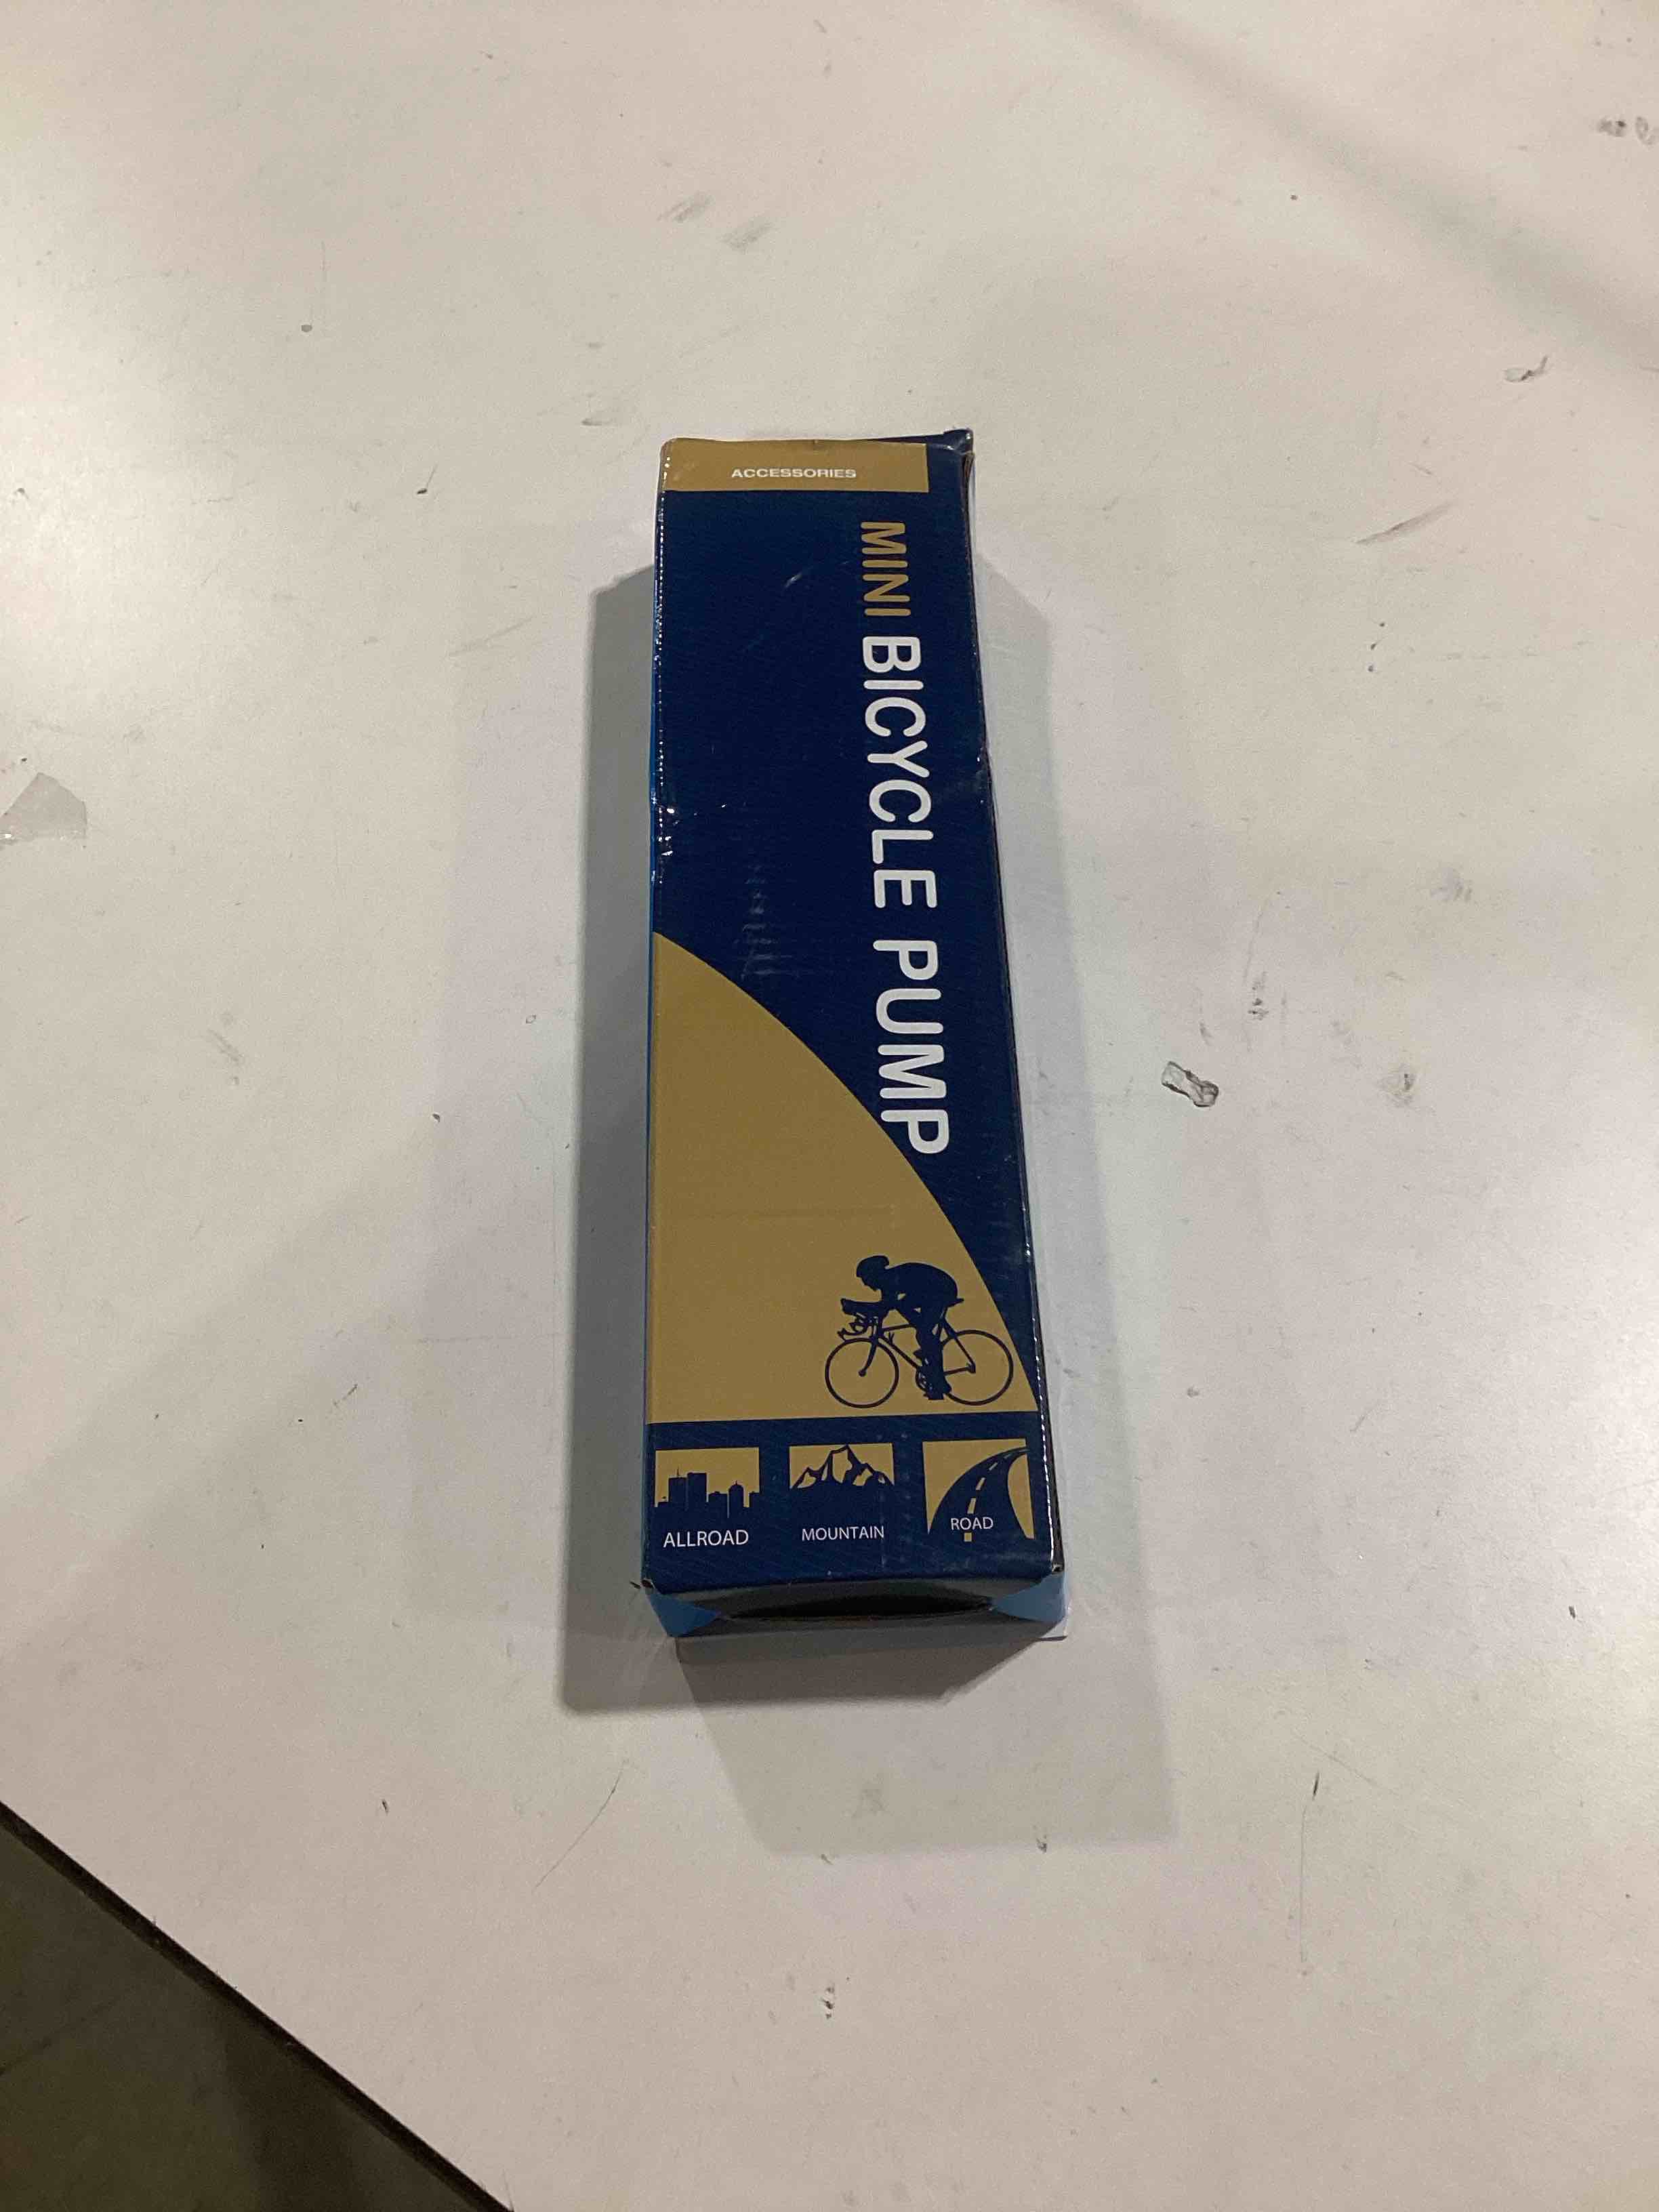 ACCESSORIES
MINI BICYCLE PUMP
ALLROAD
MOUNTAIN
ROAD